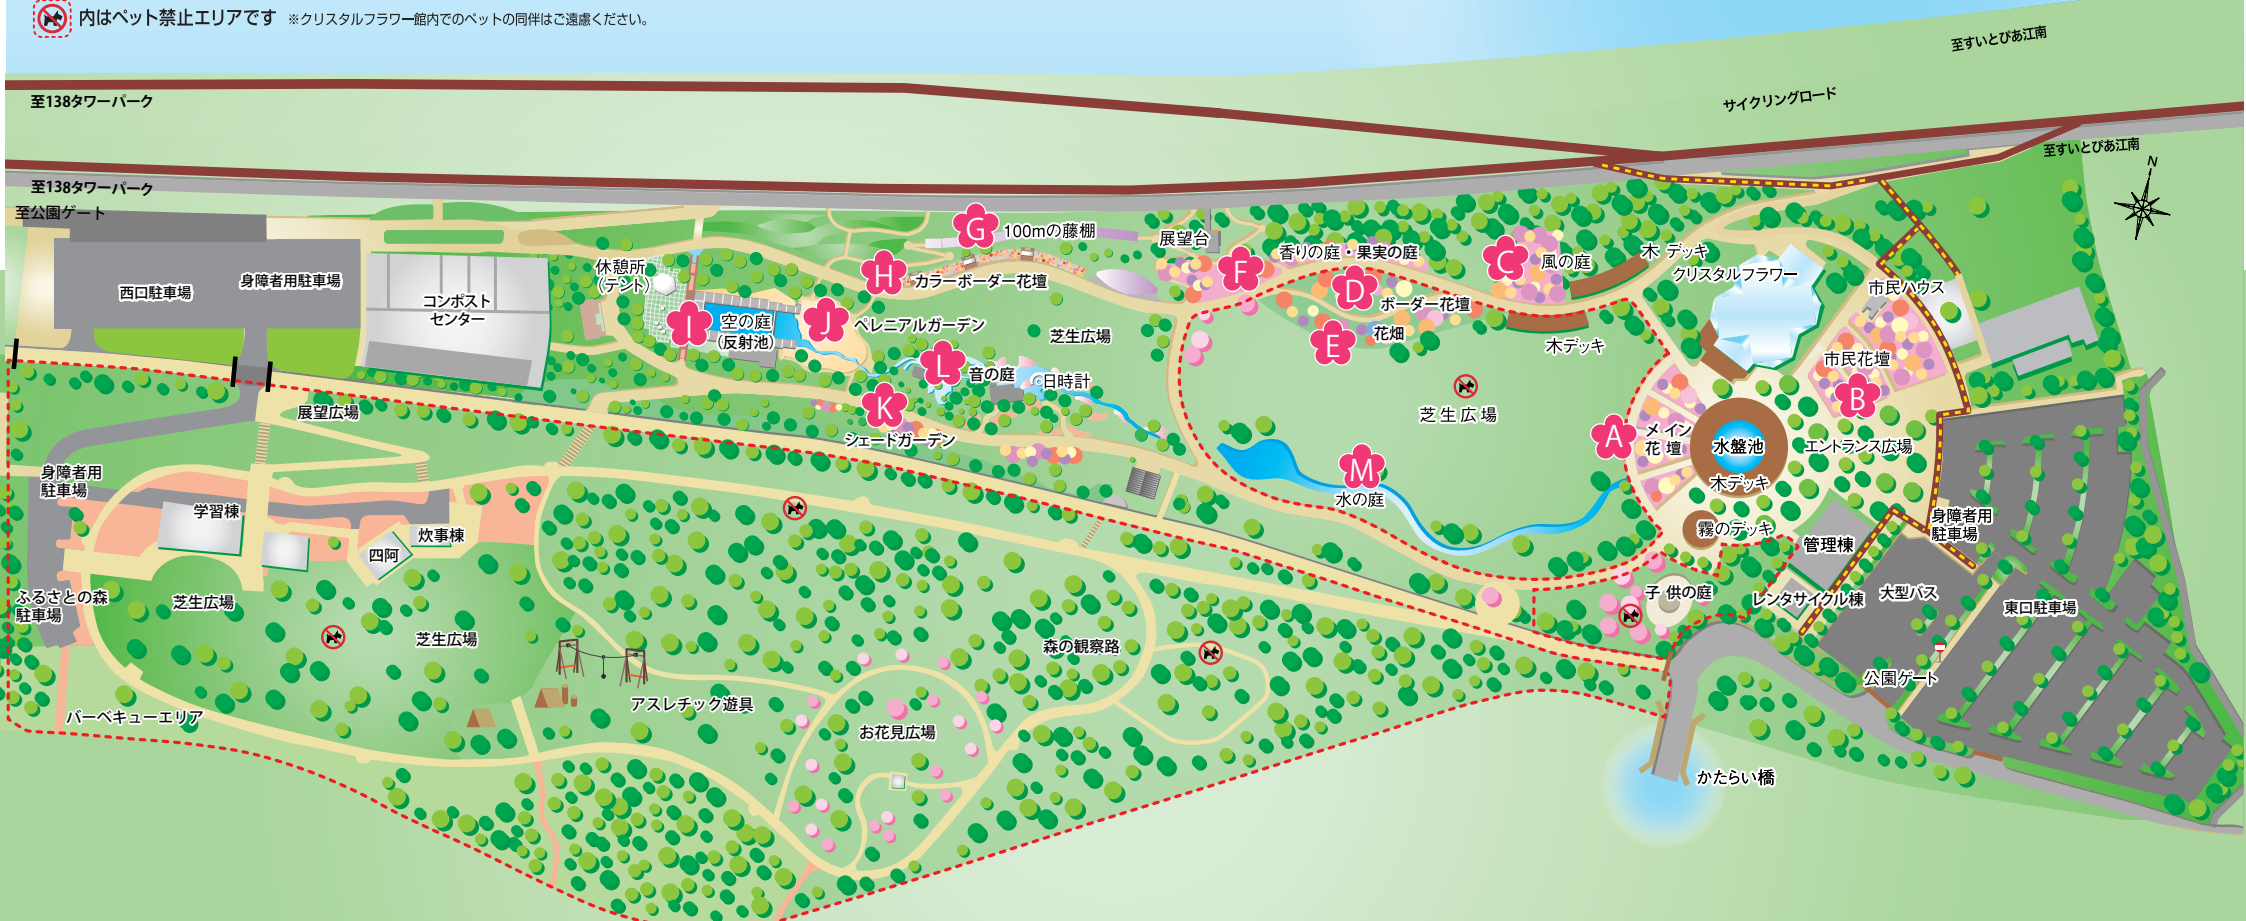 内はペット禁止エリアです ※クリスタルフラワー館内でのペットの同伴はご遠慮ください。
至すいとぴあ江南
サイクリングロード
至138タワーパーク
至すいとぴあ江南
N
至138タワーパーク
至公園ゲート
西口駐車場
身障者用駐車場
コンポスト
センター
休憩所
(テント)
I
空の庭
(反射池)
J
ペレニアルガーデン
H
カラーボーダー花壇
G
100mの藤棚
展望台
F
香りの庭・果実の庭
D
ボーダー花壇
E
花畑
C
風の庭
木 デッキ
木デッキ
クリスタルフラワー
市民ハウス
市民花壇
B
芝生広場
L
音の庭
日時計
K
シェードガーデン
芝生広場
M
水の庭
A
メイン
花 壇
水盤池
木デッキ
エントランス広場
霧のデッキ
管理棟
身障者用
駐車場
子 供の庭
レンタサイクル棟
大型バス
東口駐車場
公園ゲート
かたらい橋
展望広場
身障者用
駐車場
学習棟
炊事棟
四阿
ふるさとの森
駐車場
芝生広場
芝生広場
バーベキューエリア
アスレチック遊具
森の観察路
お花見広場